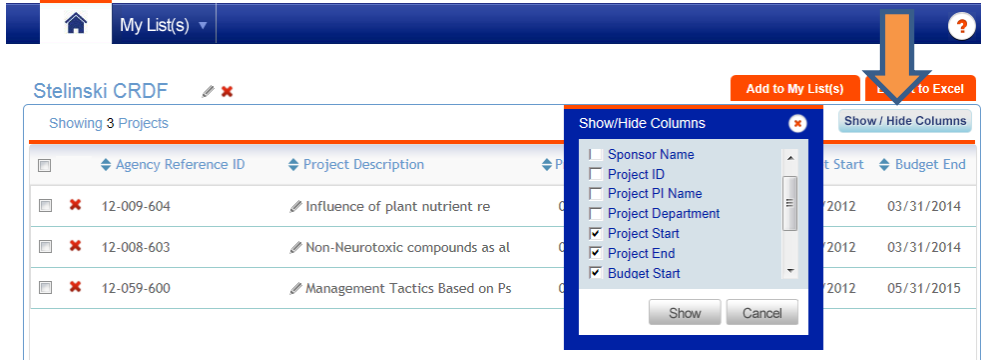 My List(s)
?
Stelinski CRDF
Add to My List(s)
to Excel
Showing 3 Projects
Show / Hide Columns
Show/Hide Columns
Agency Reference ID
Project Description
Start
Budget End
Sponsor Name
Project ID
Project PI Name
Project Department
Project Start
Project End
Budget Start
Show
Cancel
12-009-604
Influence of plant nutrient re
/2012
03/31/2014
12-008-603
Non-Neurotoxic compounds as al
/2012
03/31/2014
12-059-600
Management Tactics Based on Ps
/2012
05/31/2015